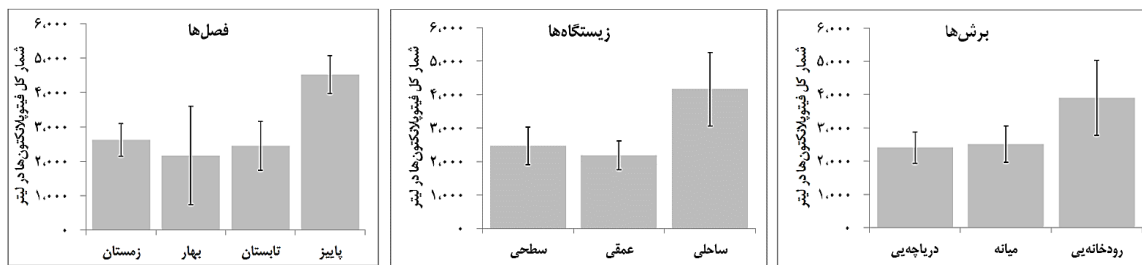 فصل‌ها
شمار کل فیتوپلانکتون‌ها در لیتر
۶،۰۰۰
۵،۰۰۰
۴،۰۰۰
۳،۰۰۰
۲،۰۰۰
۱،۰۰۰
۰
زمستان
بهار
تابستان
پاییز
زیستگاه‌ها
شمار کل فیتوپلانکتون‌ها در لیتر
۶،۰۰۰
۵،۰۰۰
۴،۰۰۰
۳،۰۰۰
۲،۰۰۰
۱،۰۰۰
۰
سطحی
عمقی
ساحلی
برش‌ها
شمار کل فیتوپلانکتون‌ها در لیتر
۶،۰۰۰
۵،۰۰۰
۴،۰۰۰
۳،۰۰۰
۲،۰۰۰
۱،۰۰۰
۰
دریاچه‌یی
میانه
رودخانه‌یی